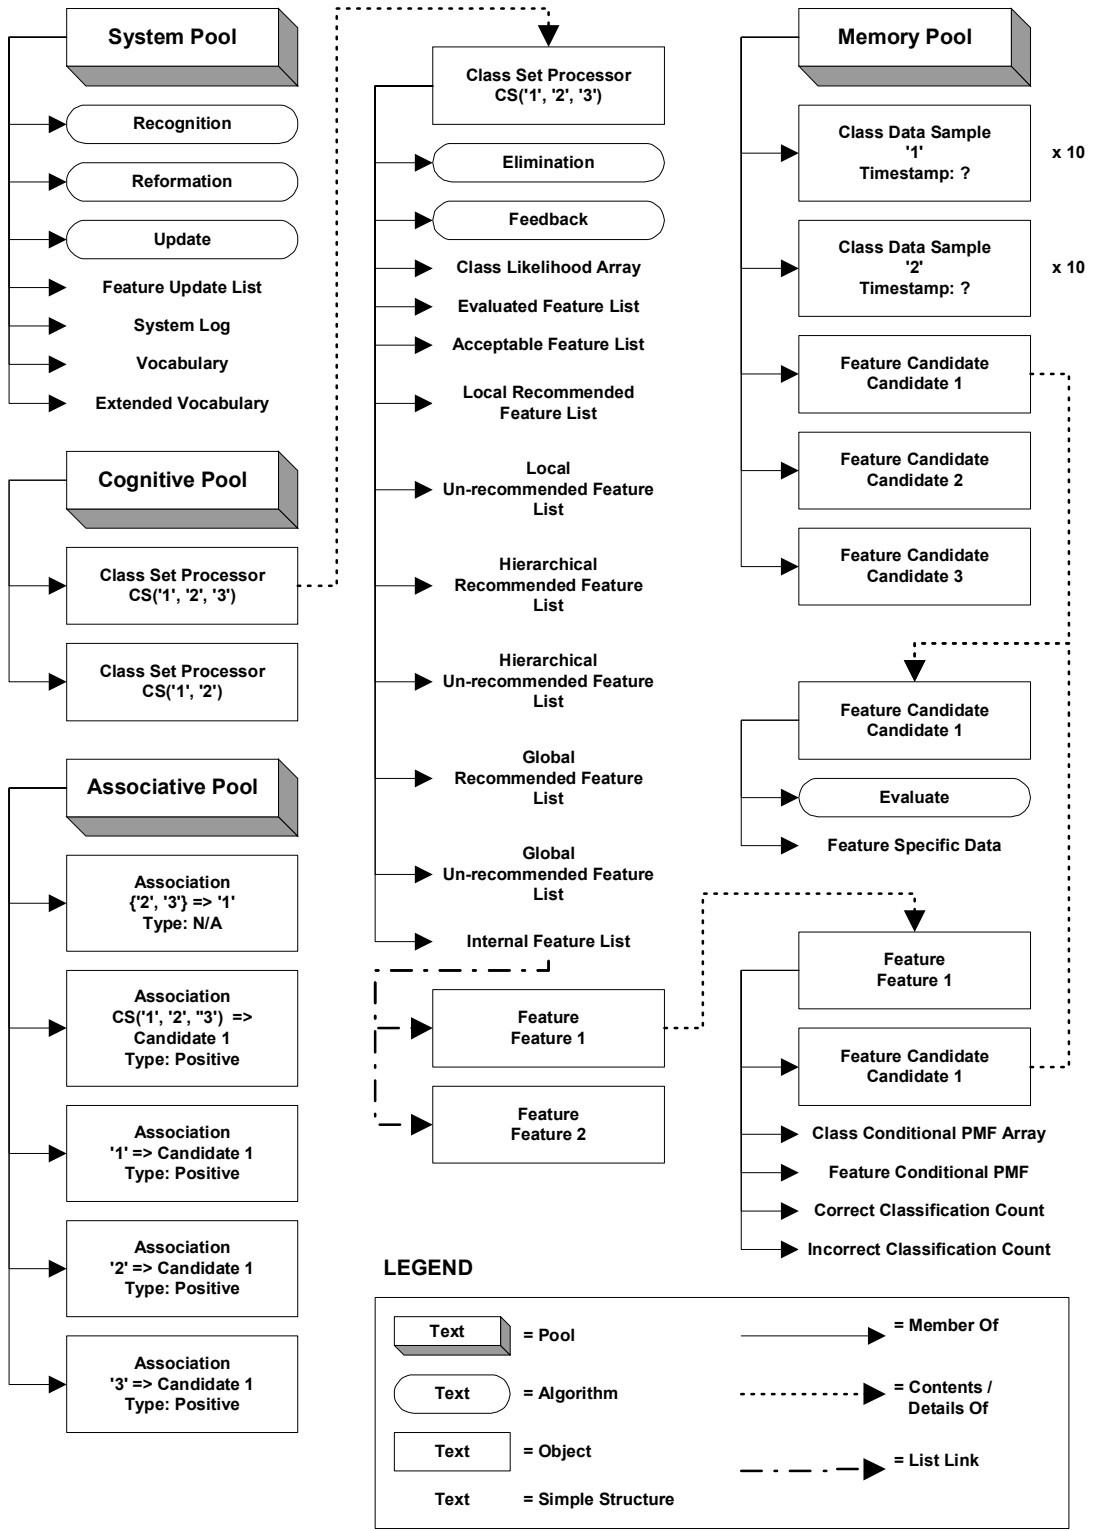 System Pool
Recognition
Reformation
Update
Feature Update List
System Log
Vocabulary
Extended Vocabulary
Cognitive Pool
Class Set Processor
CS('1', '2', '3')
Class Set Processor
CS('1', '2')
Associative Pool
Association
{'2', '3'} => '1'
Type: N/A
Association
CS('1', '2', "3') =>
Candidate 1
Type: Positive
Association
'1' => Candidate 1
Type: Positive
Association
'2' => Candidate 1
Type: Positive
Association
'3' => Candidate 1
Type: Positive
Class Set Processor
CS('1', '2', '3')
Elimination
Feedback
Class Likelihood Array
Evaluated Feature List
Acceptable Feature List
Local Recommended
Feature List
Local
Un-recommended Feature
List
Hierarchical
Recommended Feature
List
Hierarchical
Un-recommended Feature
List
Global
Recommended Feature
List
Global
Un-recommended Feature
List
Internal Feature List
Feature
Feature 1
Feature
Feature 2
Memory Pool
Class Data Sample
'1'
Timestamp: ?
x 10
Class Data Sample
'2'
Timestamp: ?
x 10
Feature Candidate
Candidate 1
Feature Candidate
Candidate 2
Feature Candidate
Candidate 3
Feature Candidate
Candidate 1
Evaluate
Feature Specific Data
Feature
Feature 1
Feature Candidate
Candidate 1
Class Conditional PMF Array
Feature Conditional PMF
Correct Classification Count
Incorrect Classification Count
LEGEND
Text
= Pool
Text
= Algorithm
Text
= Object
Text
= Simple Structure
= Member Of
= Contents /
Details Of
= List Link